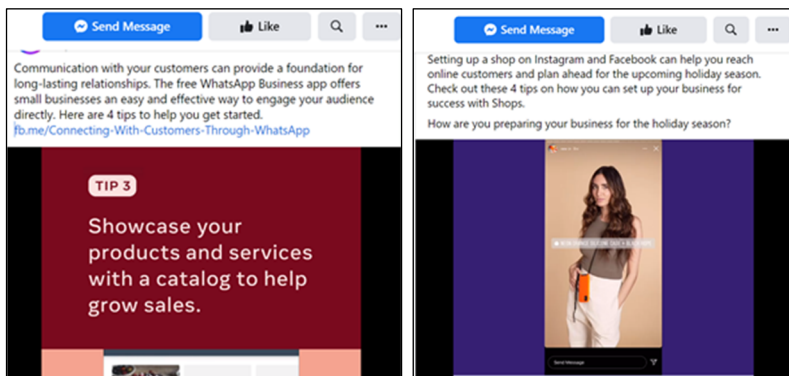 Send Message
Like
Communication with your customers can provide a foundation for
long-lasting relationships. The free WhatsApp Business app offers
small businesses an easy and effective way to engage your audience
directly. Here are 4 tips to help you get started.
fb.me/Connecting-With-Customers-Through-WhatsApp
TIP 3
Showcase your
products and services
with a catalog to help
grow sales.
Send Message
Like
Setting up a shop on Instagram and Facebook can help you reach
online customers and plan ahead for the upcoming holiday season.
Check out these 4 tips on how you can set up your business for
success with Shops.
How are you preparing your business for the holiday season?
Send Message